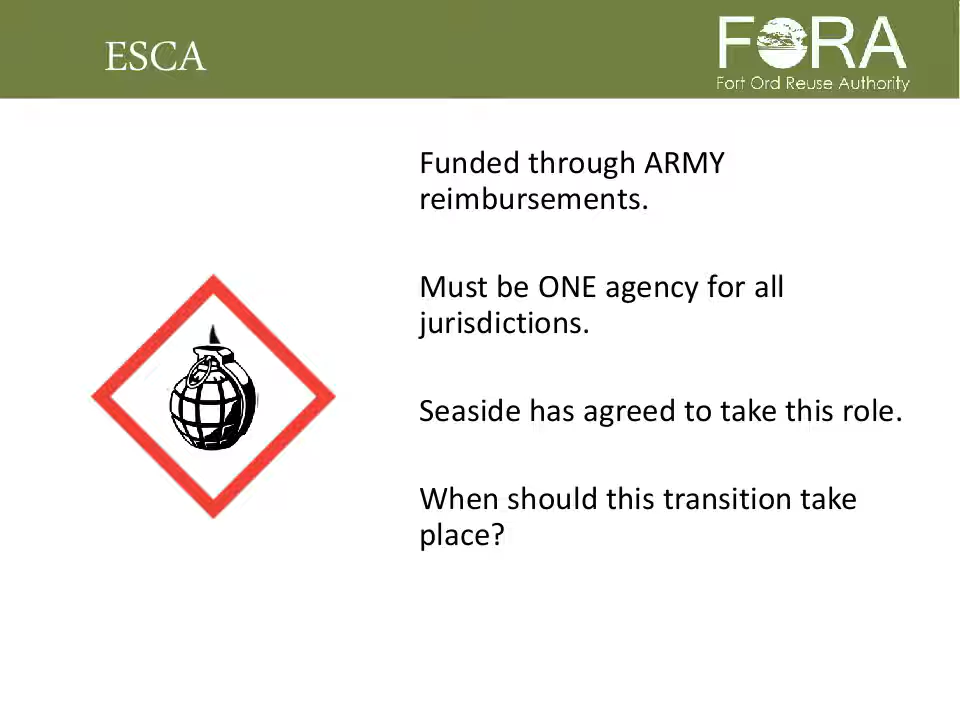 ESCA
FORA
Fort Ord Reuse Authority
Funded through ARMY
reimbursements.
Must be ONE agency for all
jurisdictions.
Seaside has agreed to take this role.
When should this transition take
place?